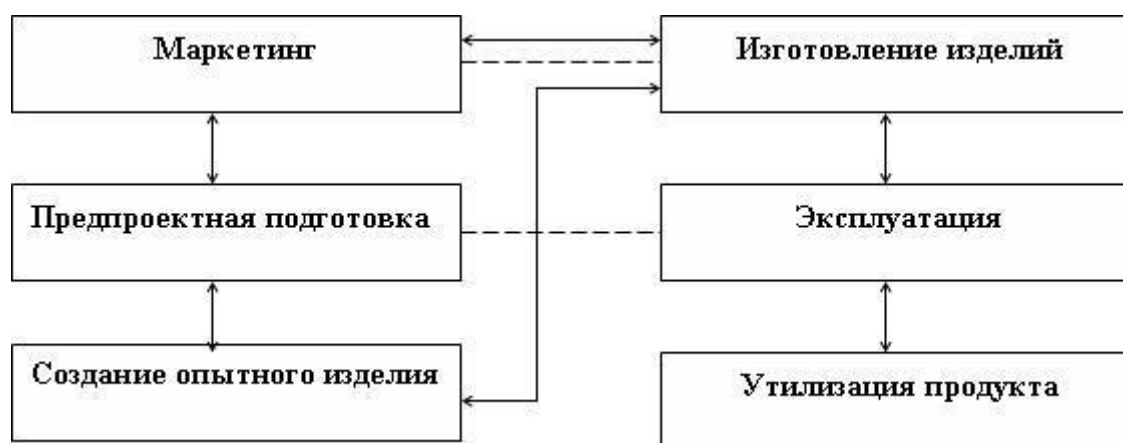 Маркетинг
Изготовление изделий
Предпроектная подготовка
Эксплуатация
Создание опытного изделия
Утилизация продукта